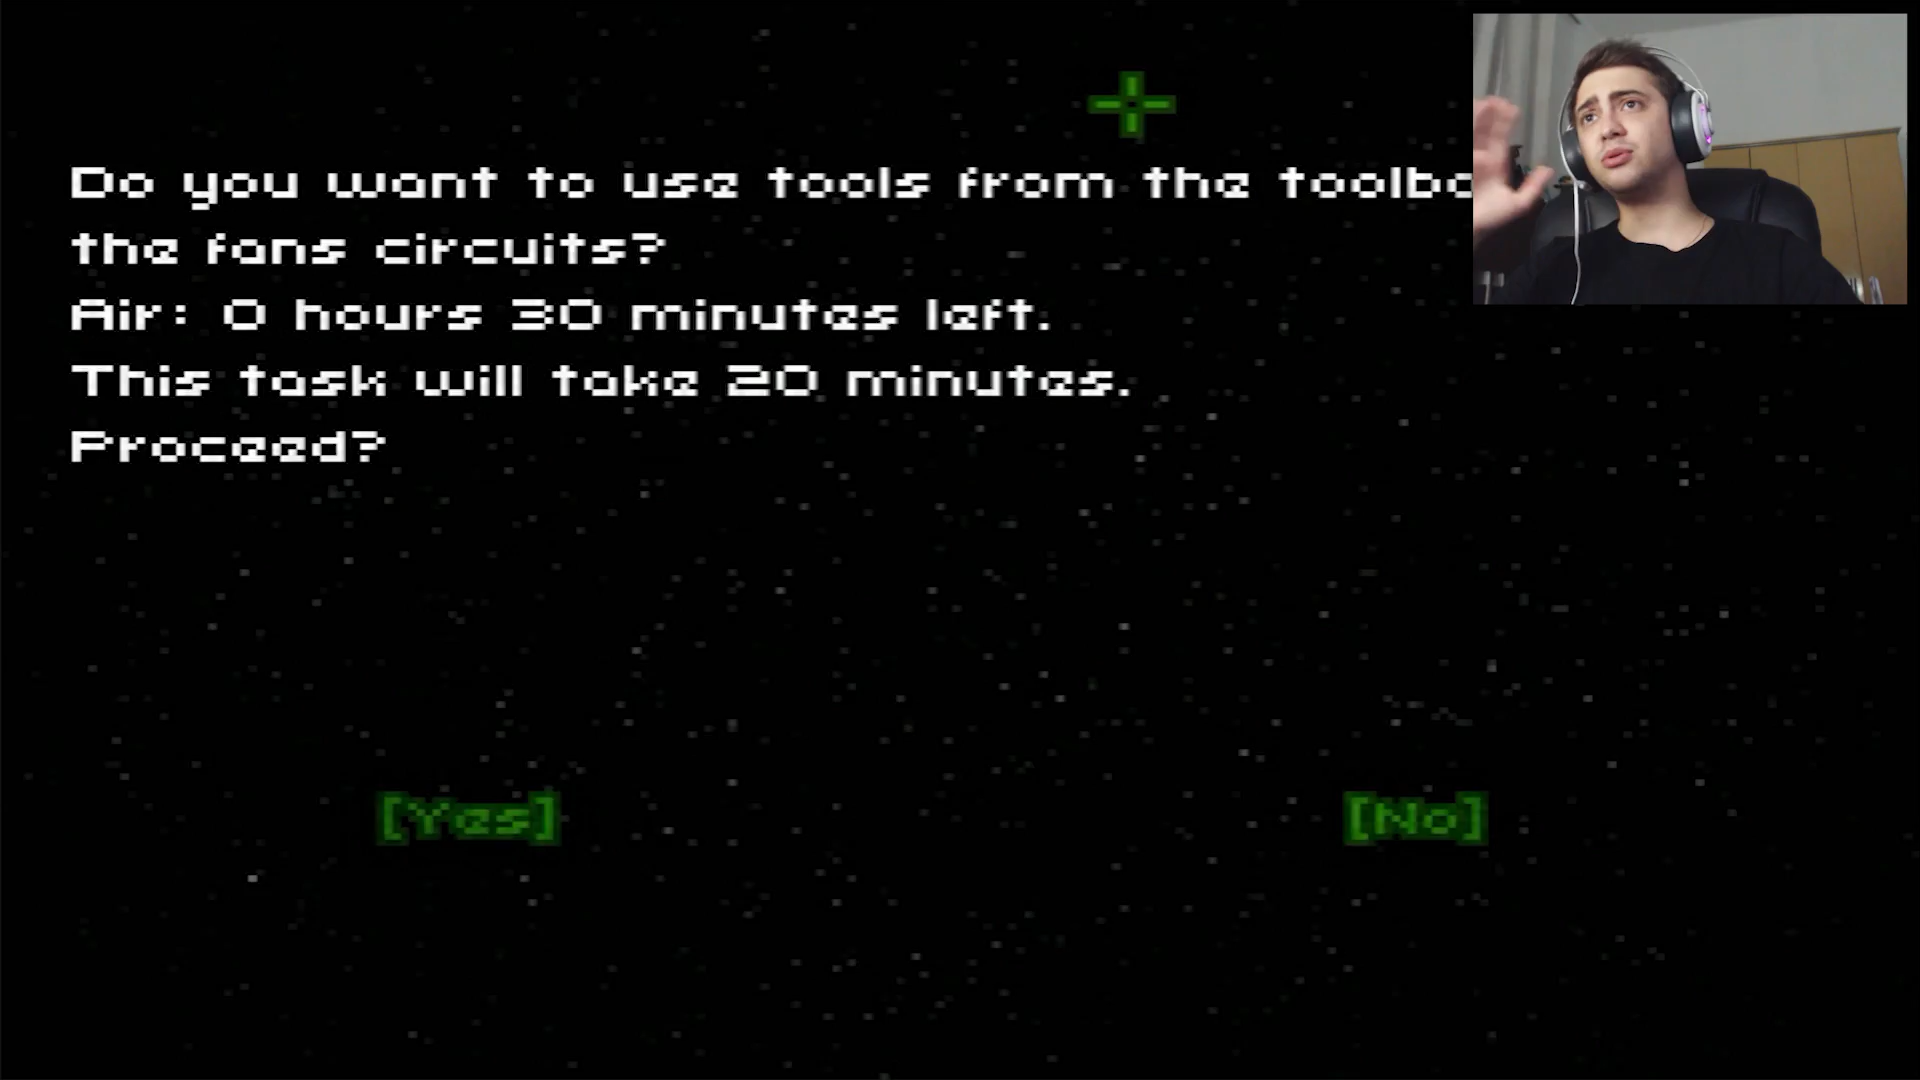 Do you want to use tools from the
the fans circuits?
Air: 0 hours 30 minutes left.
This task will take 20 minutes.
Proceed?
[Yes]
[No]